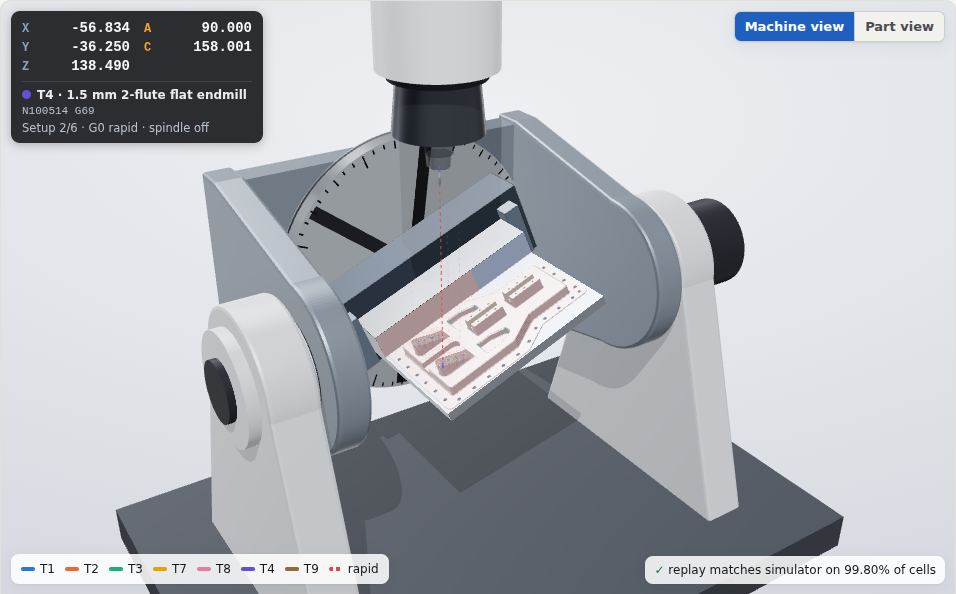 X -56.834 A 90.000
Y -36.250 C 158.001
Z 138.490
T4 · 1.5 mm 2-flute flat endmill
N100514 G69
Setup 2/6 · G0 rapid · spindle off
Machine view Part view
T1 T2 T3 T7 T8 T4 T9 rapid
✓ replay matches simulator on 99.80% of cells